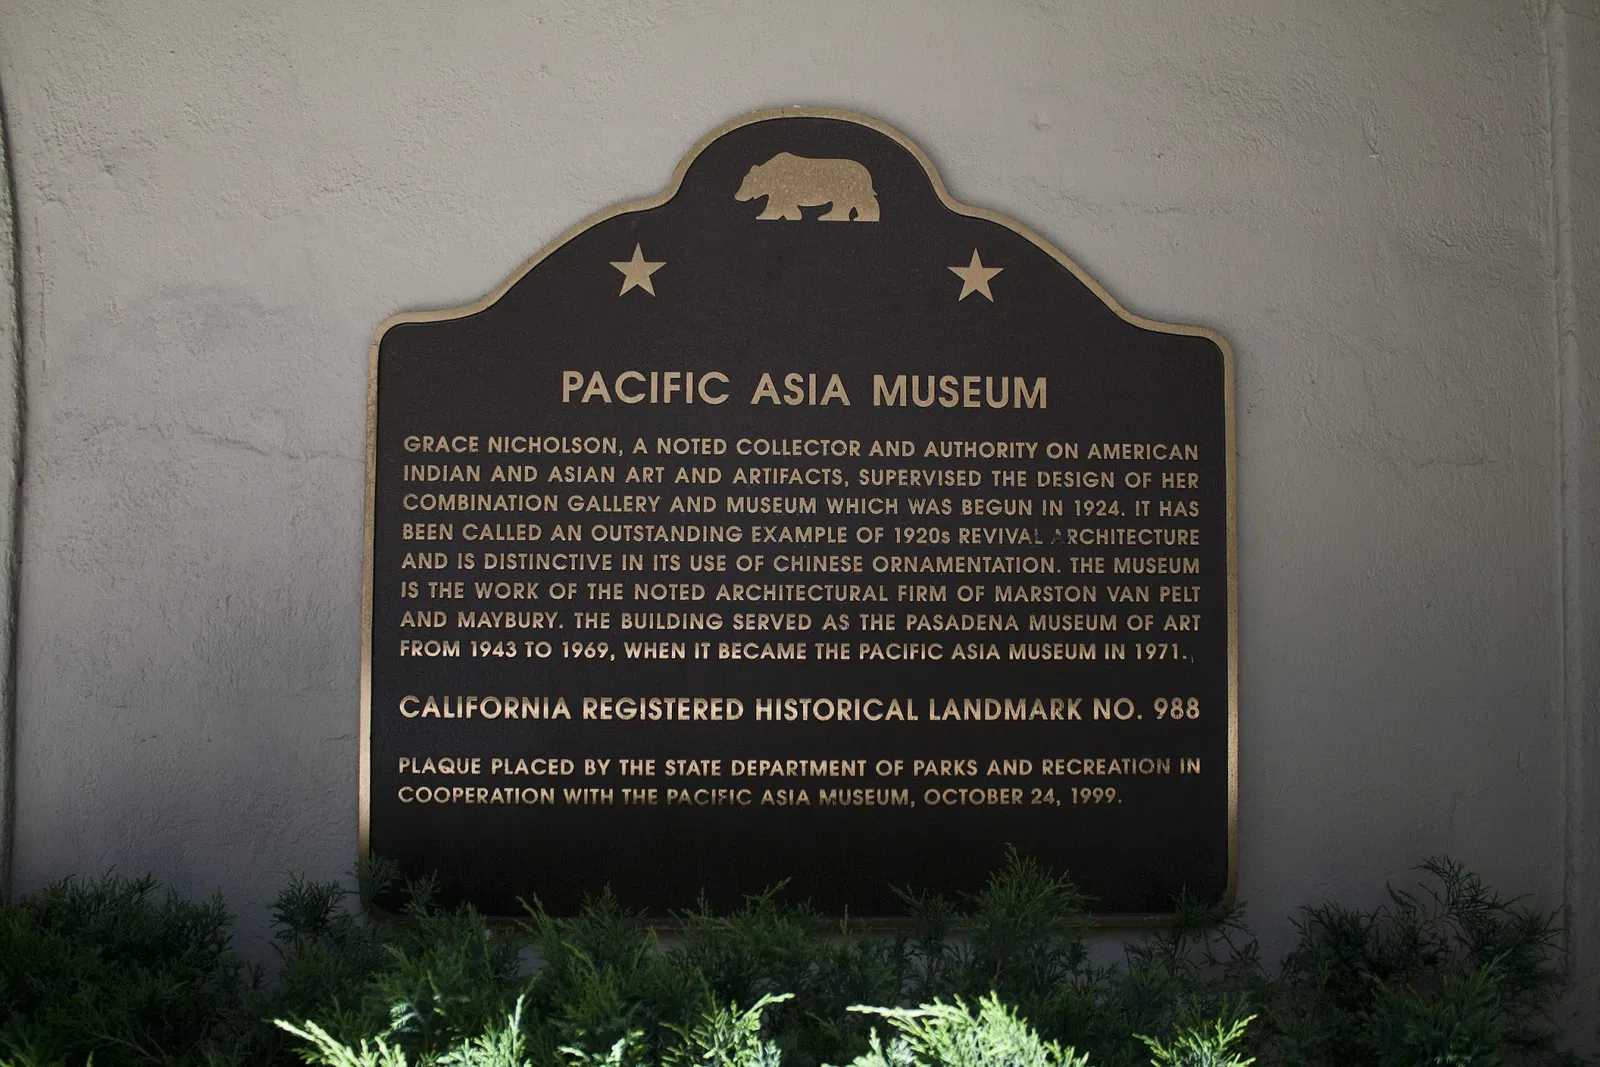 PACIFIC ASIA MUSEUM
GRACE NICHOLSON, A NOTED COLLECTOR AND AUTHORITY ON AMERICAN
INDIAN AND ASIAN ART AND ARTIFACTS, SUPERVISED THE DESIGN OF HER
COMBINATION GALLERY AND MUSEUM WHICH WAS BEGUN IN 1924. IT HAS
BEEN CALLED AN OUTSTANDING EXAMPLE OF 1920s REVIVAL ARCHITECTURE
AND IS DISTINCTIVE IN ITS USE OF CHINESE ORNAMENTATION. THE MUSEUM
IS THE WORK OF THE NOTED ARCHITECTURAL FIRM OF MARSTON VAN PELT
AND MAYBURY. THE BUILDING SERVED AS THE PASADENA MUSEUM OF ART
FROM 1943 TO 1969, WHEN IT BECAME THE PACIFIC ASIA MUSEUM IN 1971.
CALIFORNIA REGISTERED HISTORICAL LANDMARK NO. 988
PLAQUE PLACED BY THE STATE DEPARTMENT OF PARKS AND RECREATION IN
COOPERATION WITH THE PACIFIC ASIA MUSEUM, OCTOBER 24, 1999.